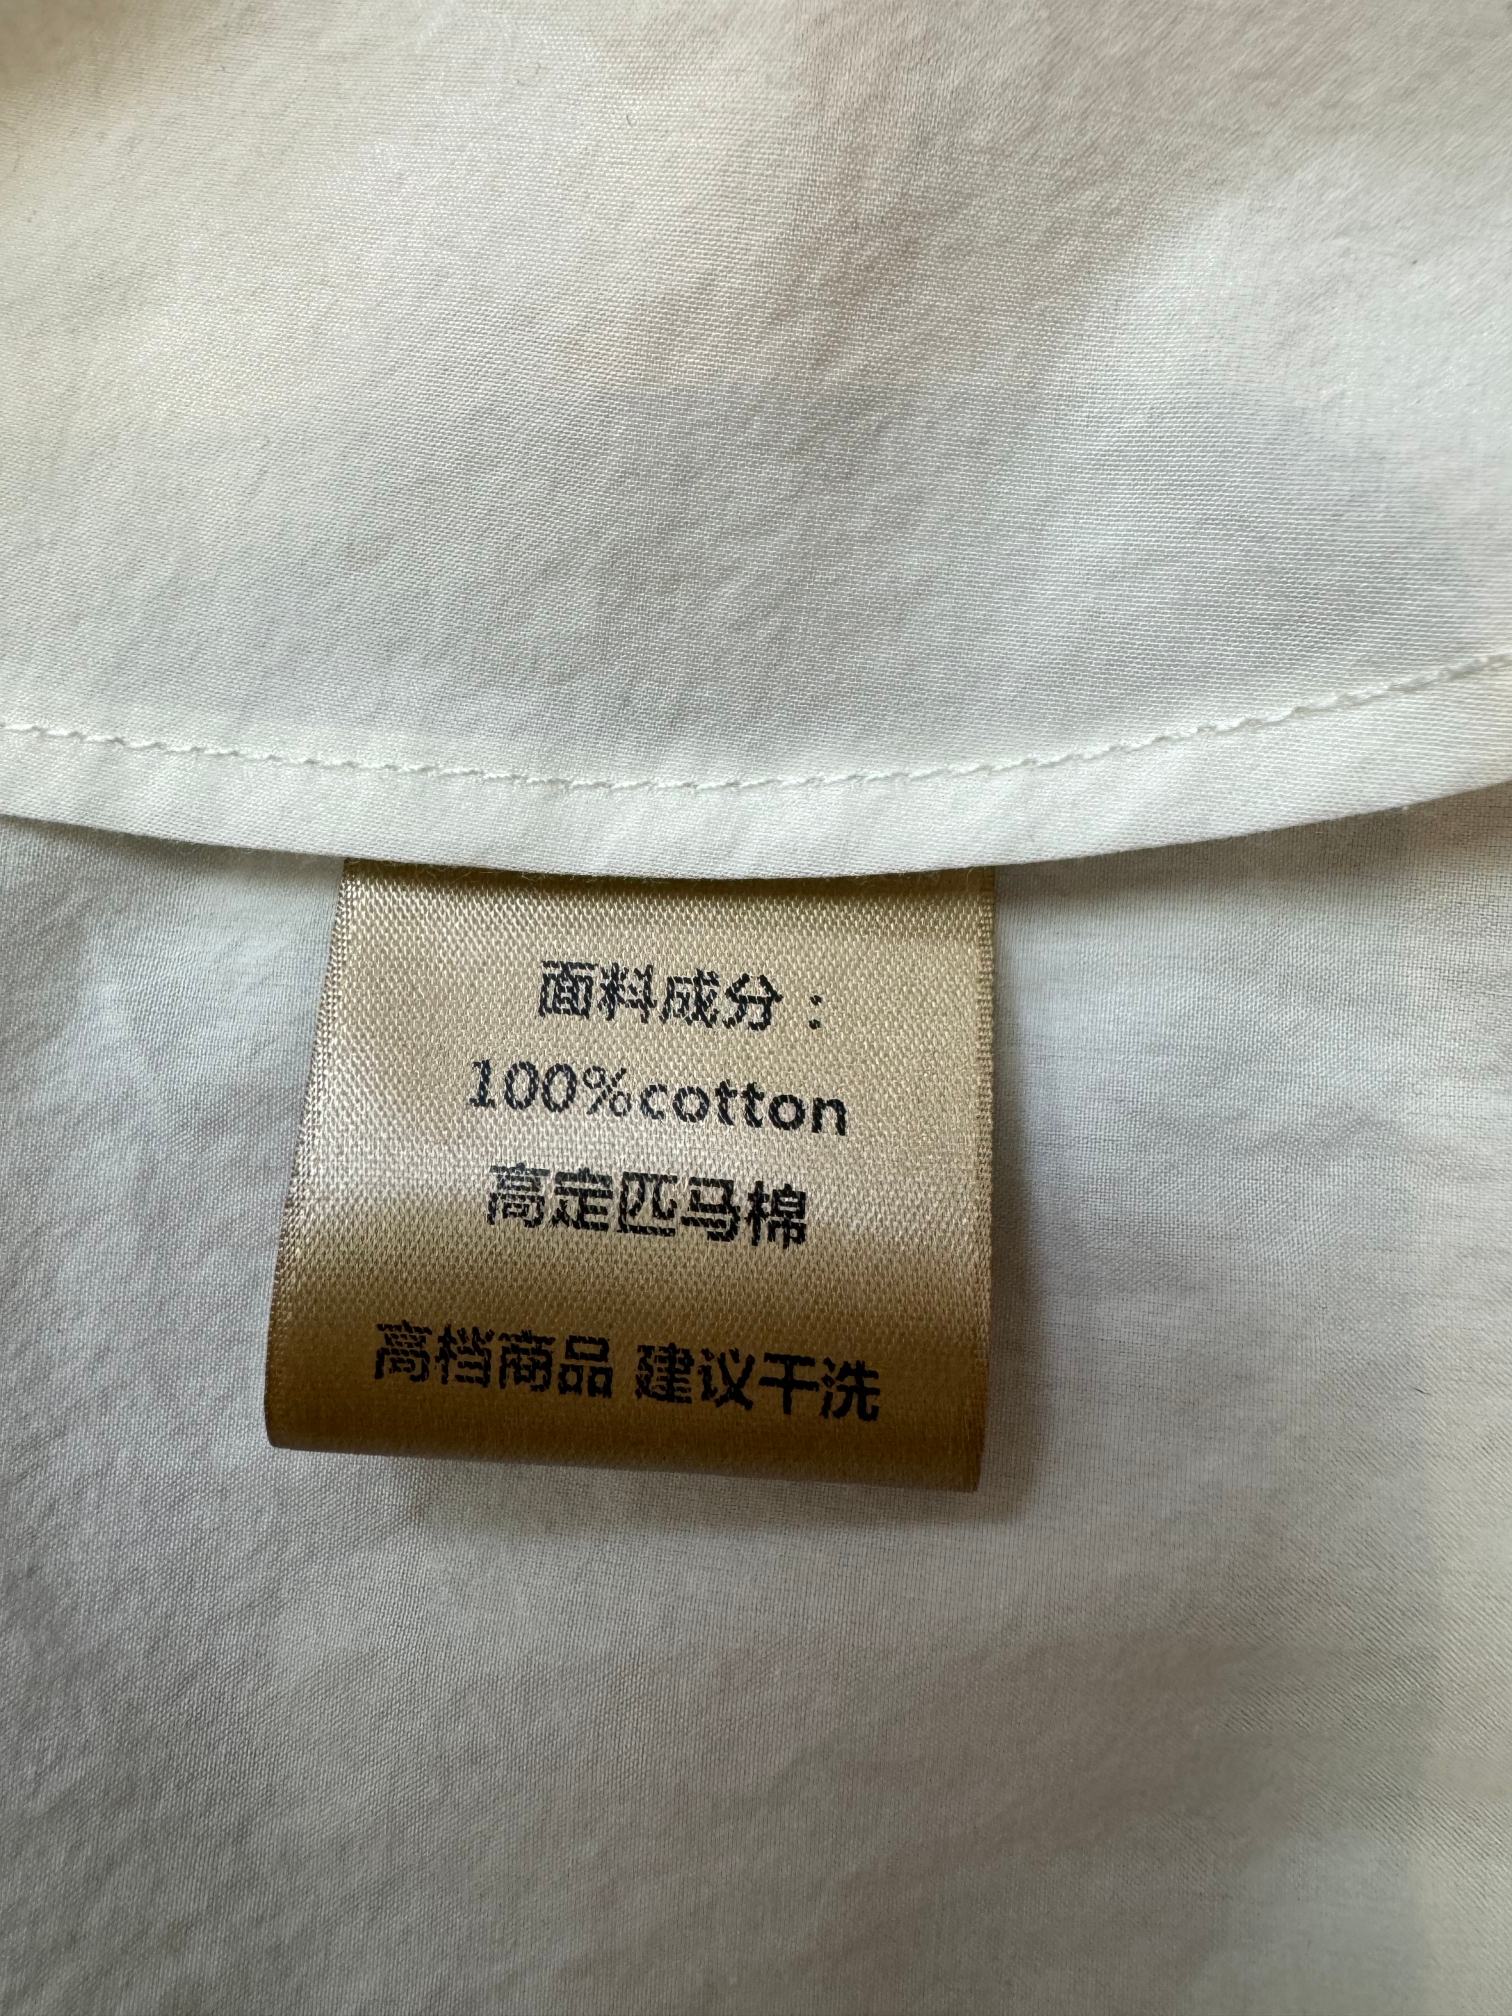 面料成分：
100%cotton
高定匹马棉
高档商品 建议干洗